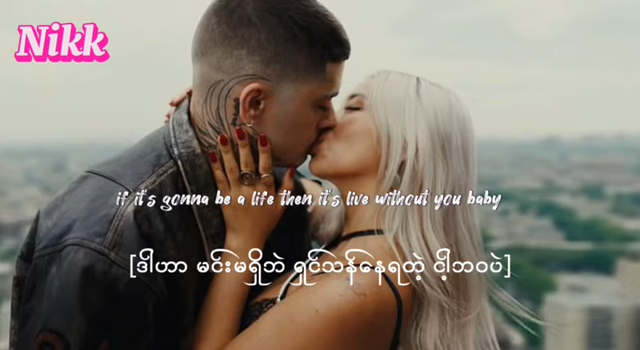 Nikk
if it's gonna be a life then it's live without you baby
[ဒါဟာ မင်းမရှိဘဲ ရှင်သန်နေရတဲ့ ငါ့ဘဝပဲ]